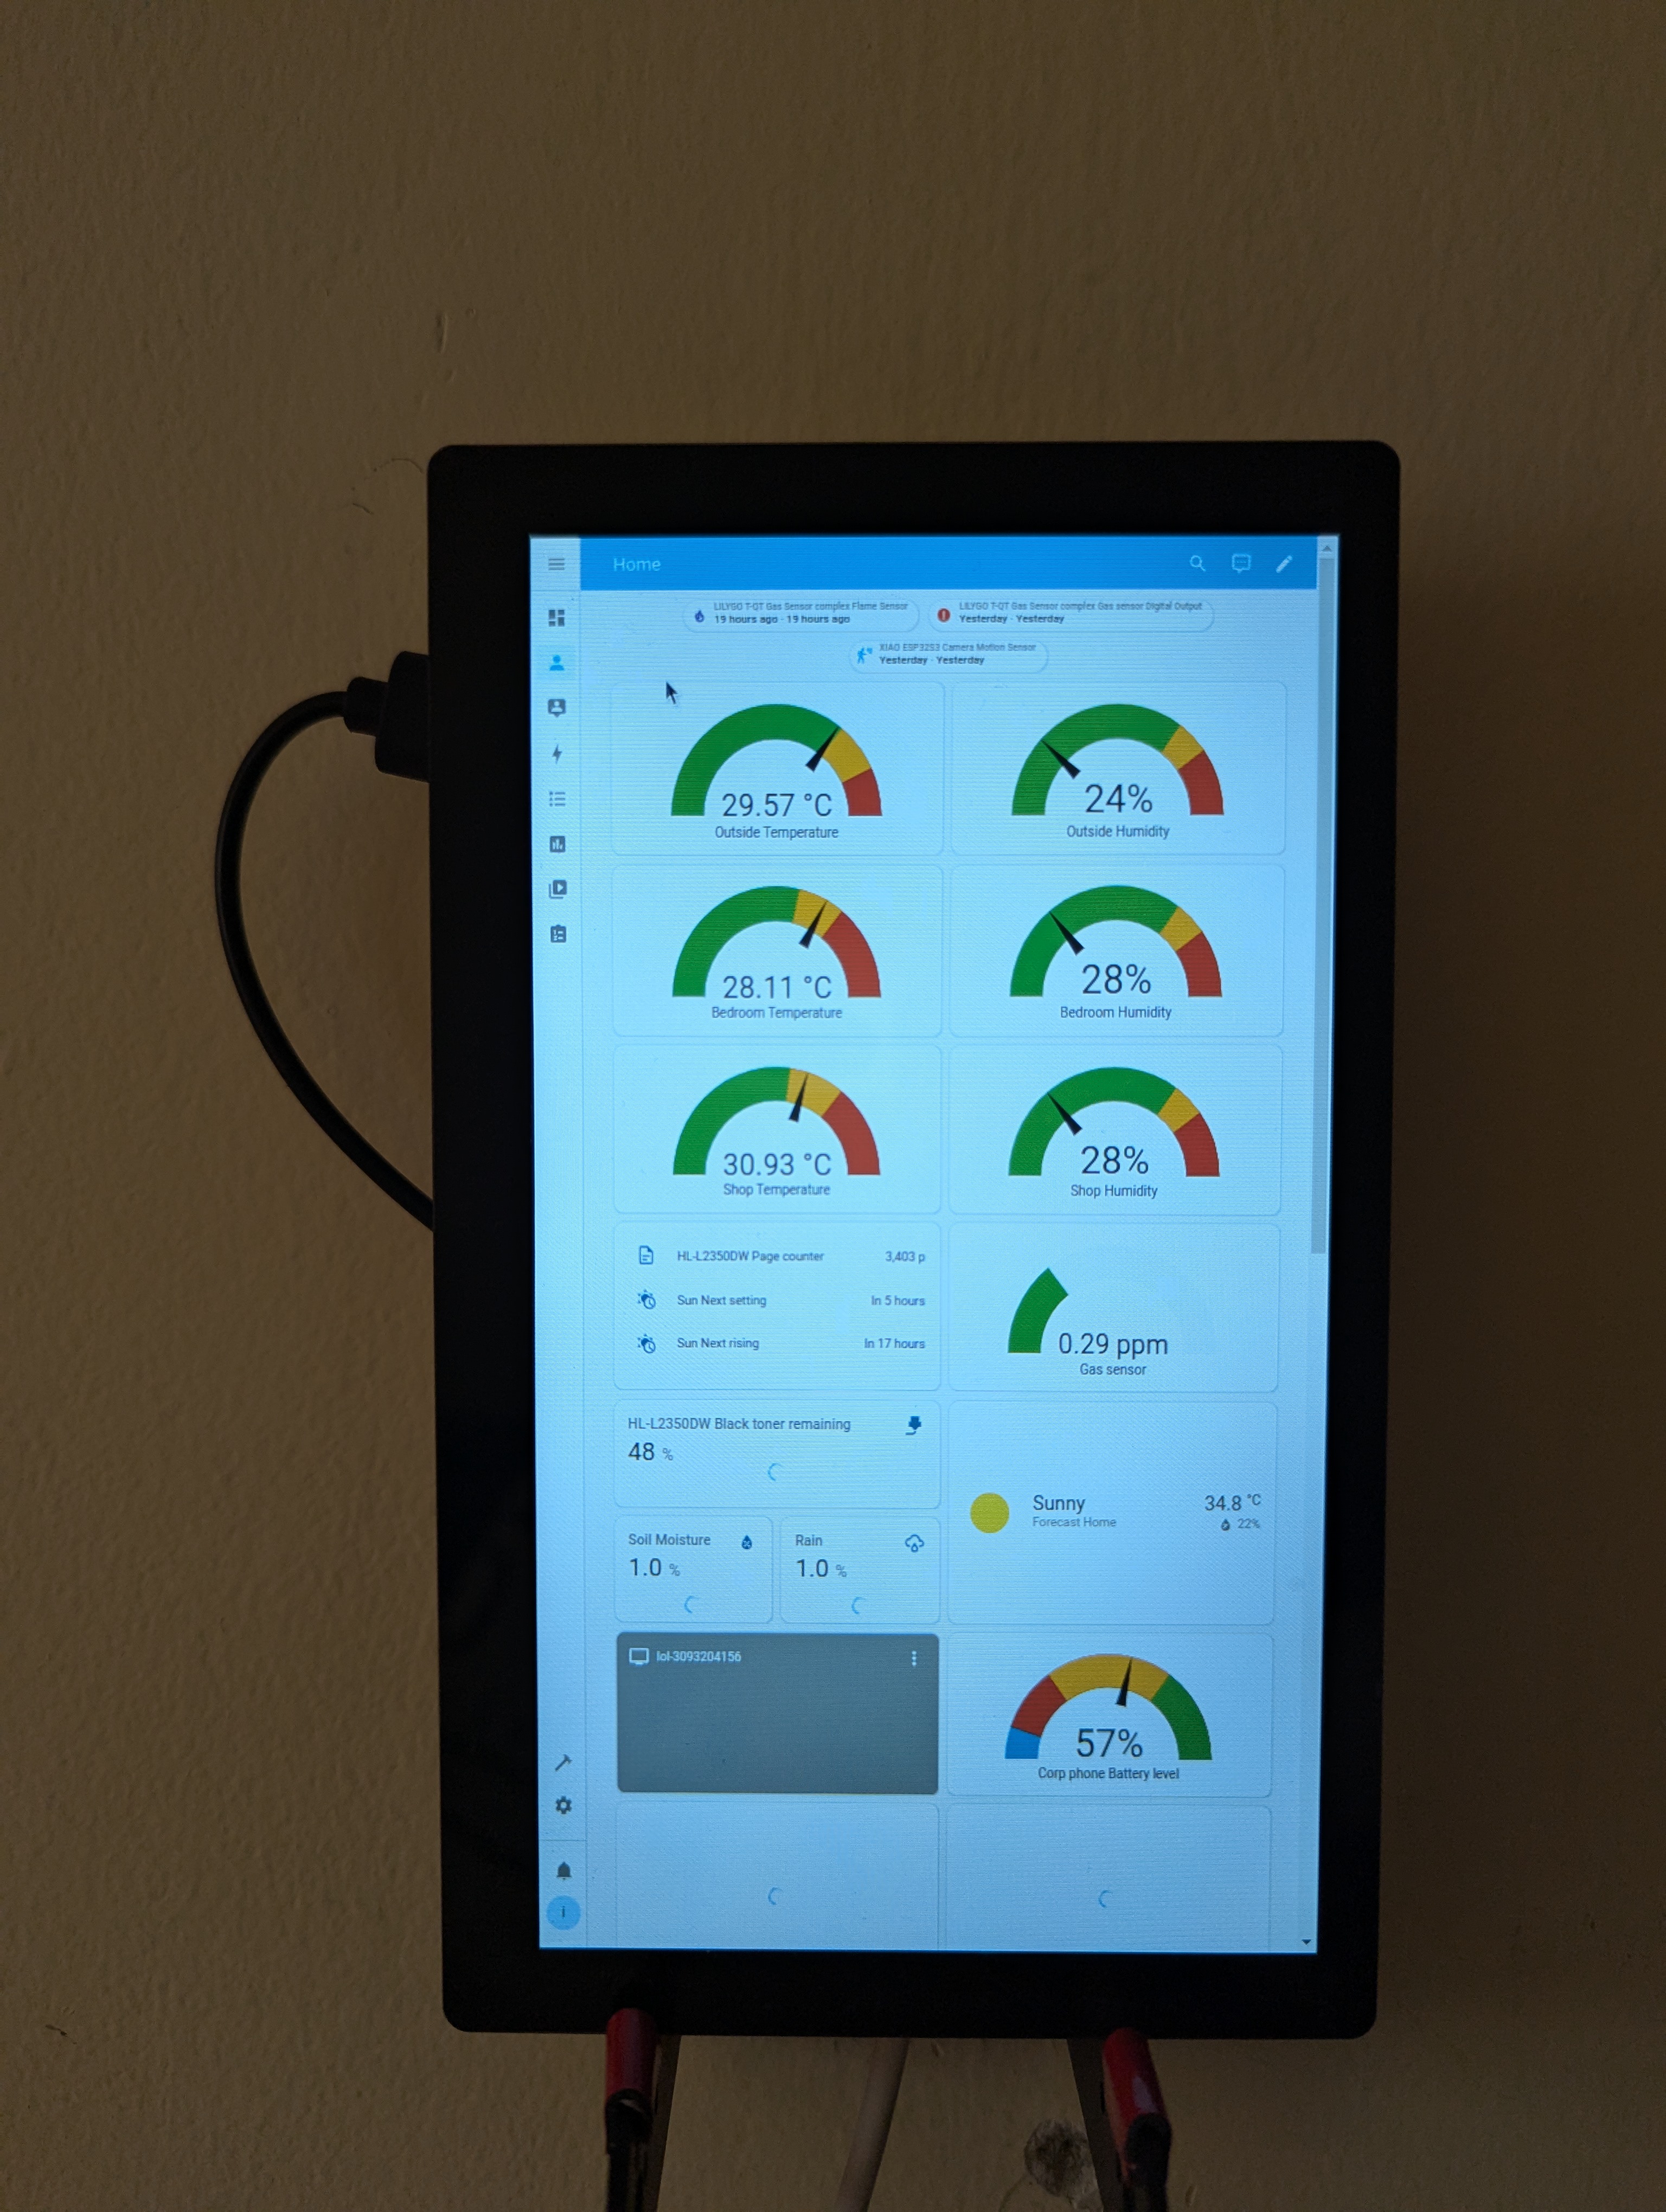 Home
LILYGO T-QT Gas Sensor complex Flame Sensor
19 hours ago · 19 hours ago
LILYGO T-QT Gas Sensor complex Gas sensor Digital Output
Yesterday · Yesterday
XIAO ESP32S3 Camera Motion Sensor
Yesterday · Yesterday
29.57 °C
Outside Temperature
24%
Outside Humidity
28.11 °C
Bedroom Temperature
28%
Bedroom Humidity
30.93 °C
Shop Temperature
28%
Shop Humidity
HL-L2350DW Page counter 3,403 p
Sun Next setting In 5 hours
Sun Next rising In 17 hours
0.29 ppm
Gas sensor
HL-L2350DW Black toner remaining
48 %
Sunny 34.8 °C
Forecast Home 22%
Soil Moisture
1.0 %
Rain
1.0 %
lol-3093204156
57%
Corp phone Battery level
i